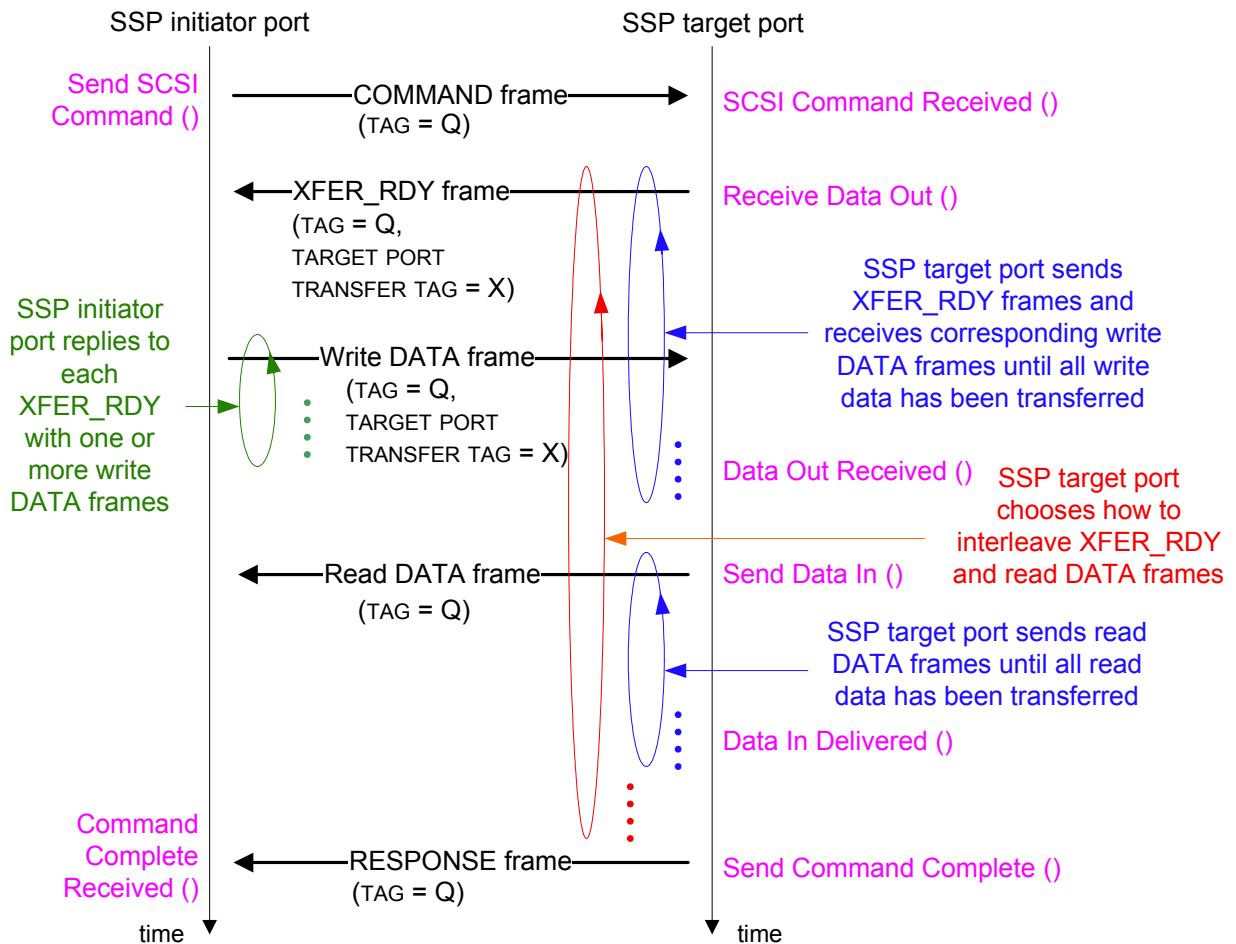 SSP initiator port
SSP target port
Send SCSI
Command ()
COMMAND frame
(TAG = Q)
SCSI Command Received ()
XFER_RDY frame
(TAG = Q,
TARGET PORT
TRANSFER TAG = X)
Receive Data Out ()
SSP target port sends
XFER_RDY frames and
receives corresponding write
DATA frames until all write
data has been transferred
SSP initiator
port replies to
each
XFER_RDY
with one or
more write
DATA frames
Write DATA frame
(TAG = Q,
TARGET PORT
TRANSFER TAG = X)
Data Out Received ()
SSP target port
chooses how to
interleave XFER_RDY
and read DATA frames
Read DATA frame
(TAG = Q)
Send Data In ()
SSP target port sends read
DATA frames until all read
data has been transferred
Data In Delivered ()
Command
Complete
Received ()
RESPONSE frame
(TAG = Q)
Send Command Complete ()
time
time